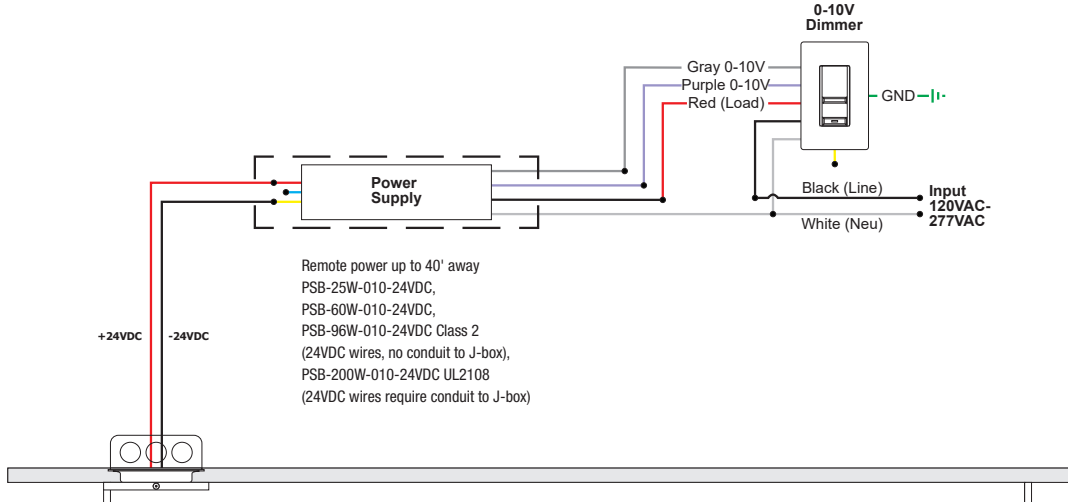 0-10V
Dimmer
Gray 0-10V
Purple 0-10V
Red (Load)
GND
Power
Supply
Black (Line)
White (Neu)
Input
120VAC-
277VAC
Remote power up to 40' away
PSB-25W-010-24VDC,
PSB-60W-010-24VDC,
PSB-96W-010-24VDC Class 2
(24VDC wires, no conduit to J-box),
PSB-200W-010-24VDC UL2108
(24VDC wires require conduit to J-box)
+24VDC
-24VDC